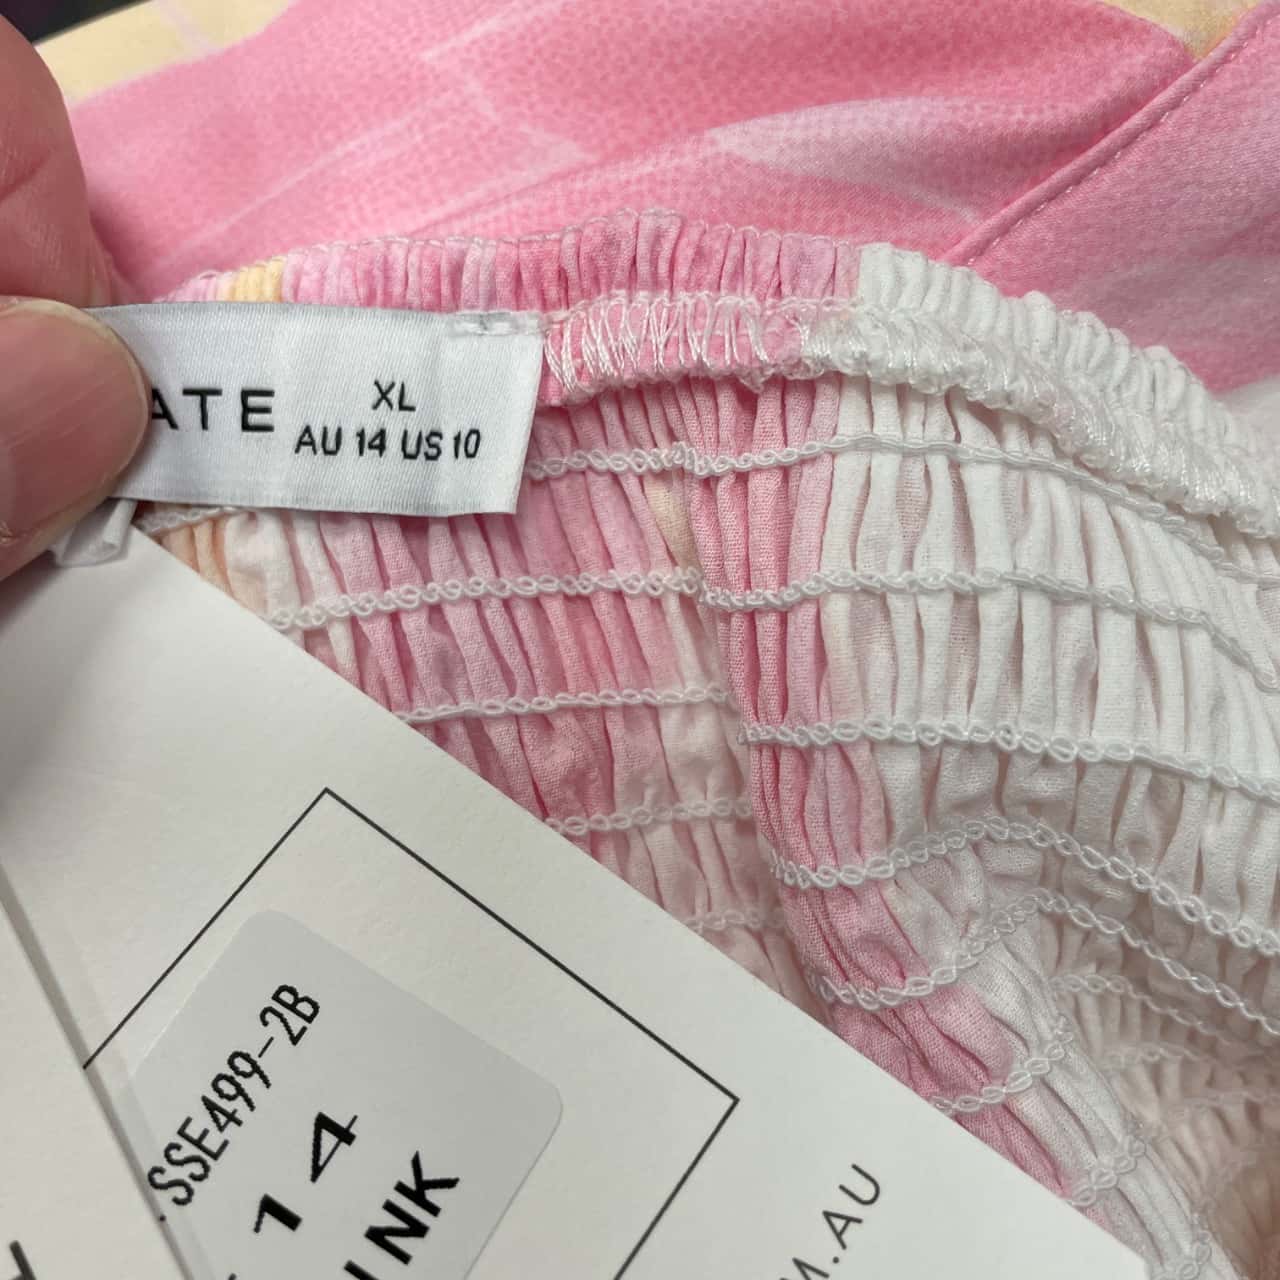 ATE
XL
AU 14 US 10
SSE499-2B
14
INK
M.AU